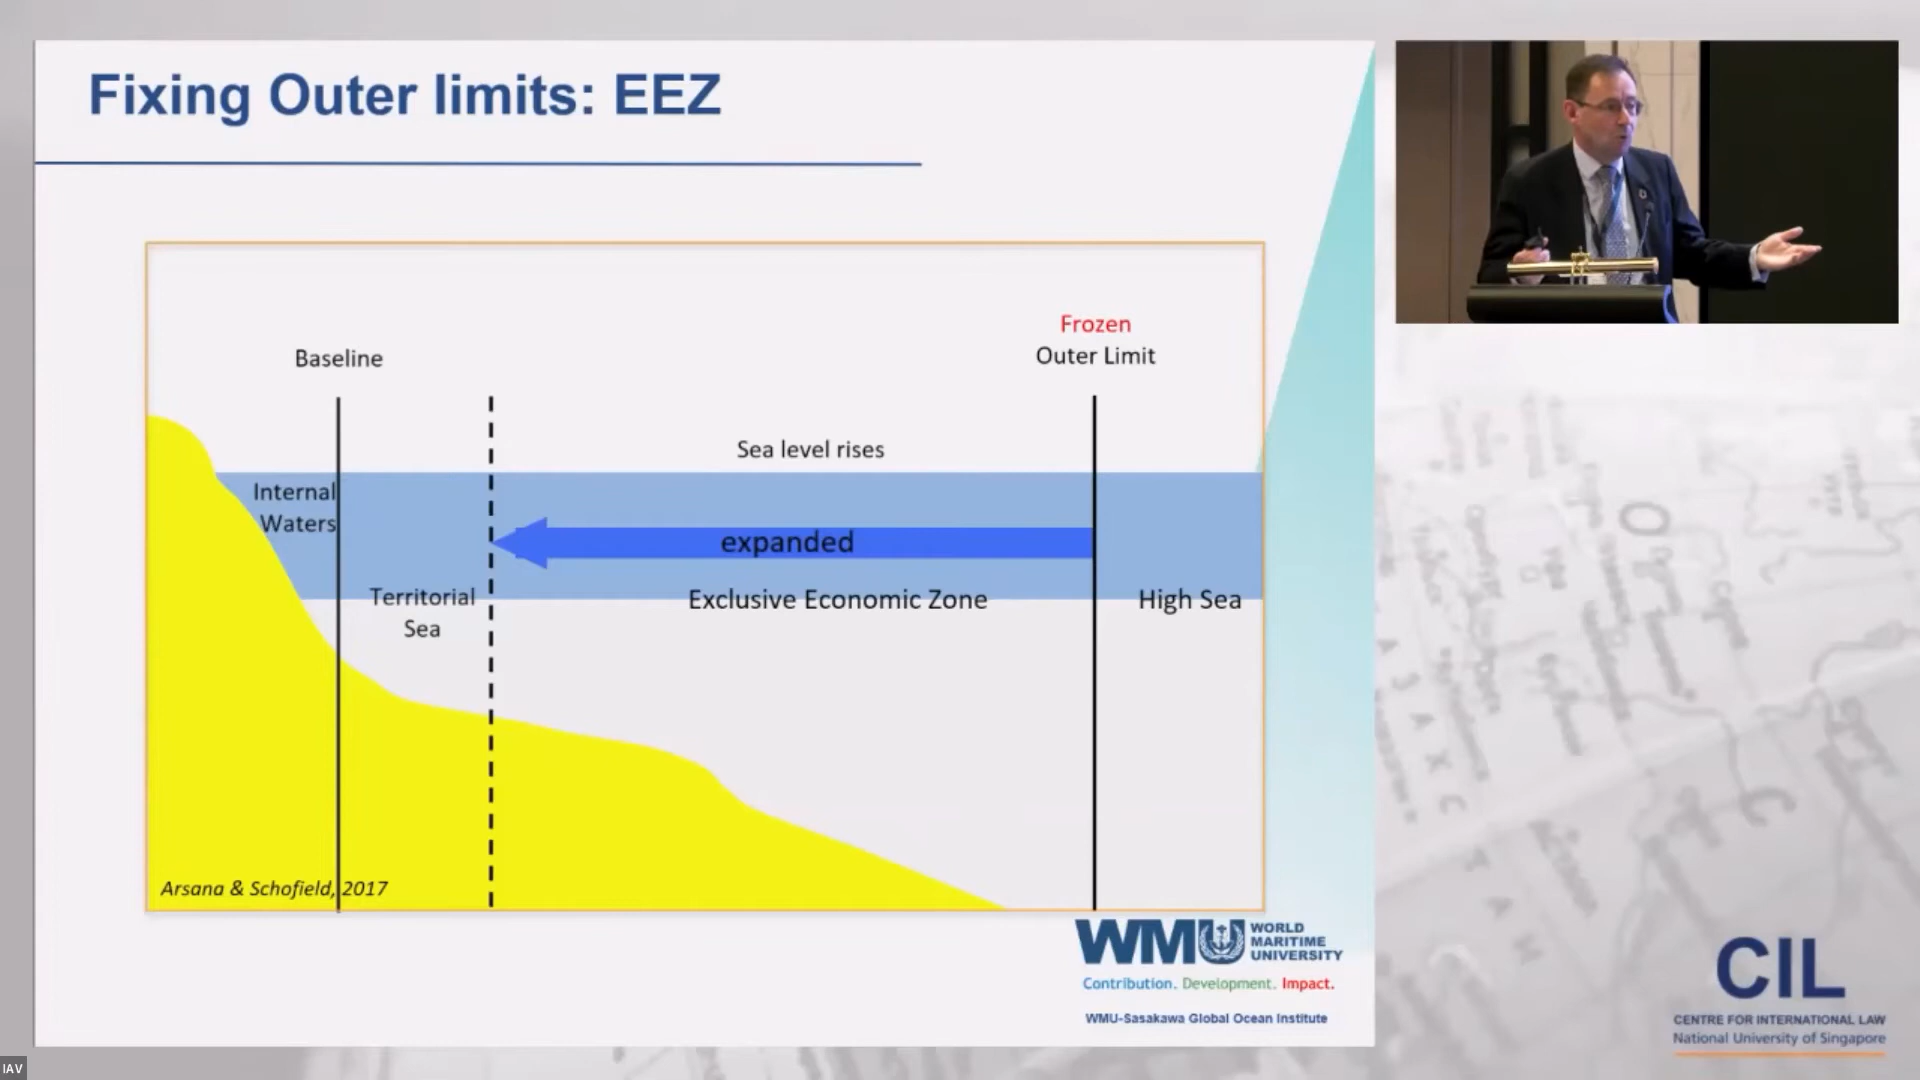 Fixing Outer limits: EEZ
Frozen
Baseline
Outer Limit
Sea level rises
Internal
Waters
expanded
Territorial
Sea
Exclusive Economic Zone
High Sea
Arsana & Schofield, 2017
WMU
WORLD
MARITIME
UNIVERSITY
Contribution. Development. Impact.
WMU-Sasakawa Global Ocean Institute
CIL
CENTRE FOR INTERNATIONAL LAW
National University of Singapore
IAV